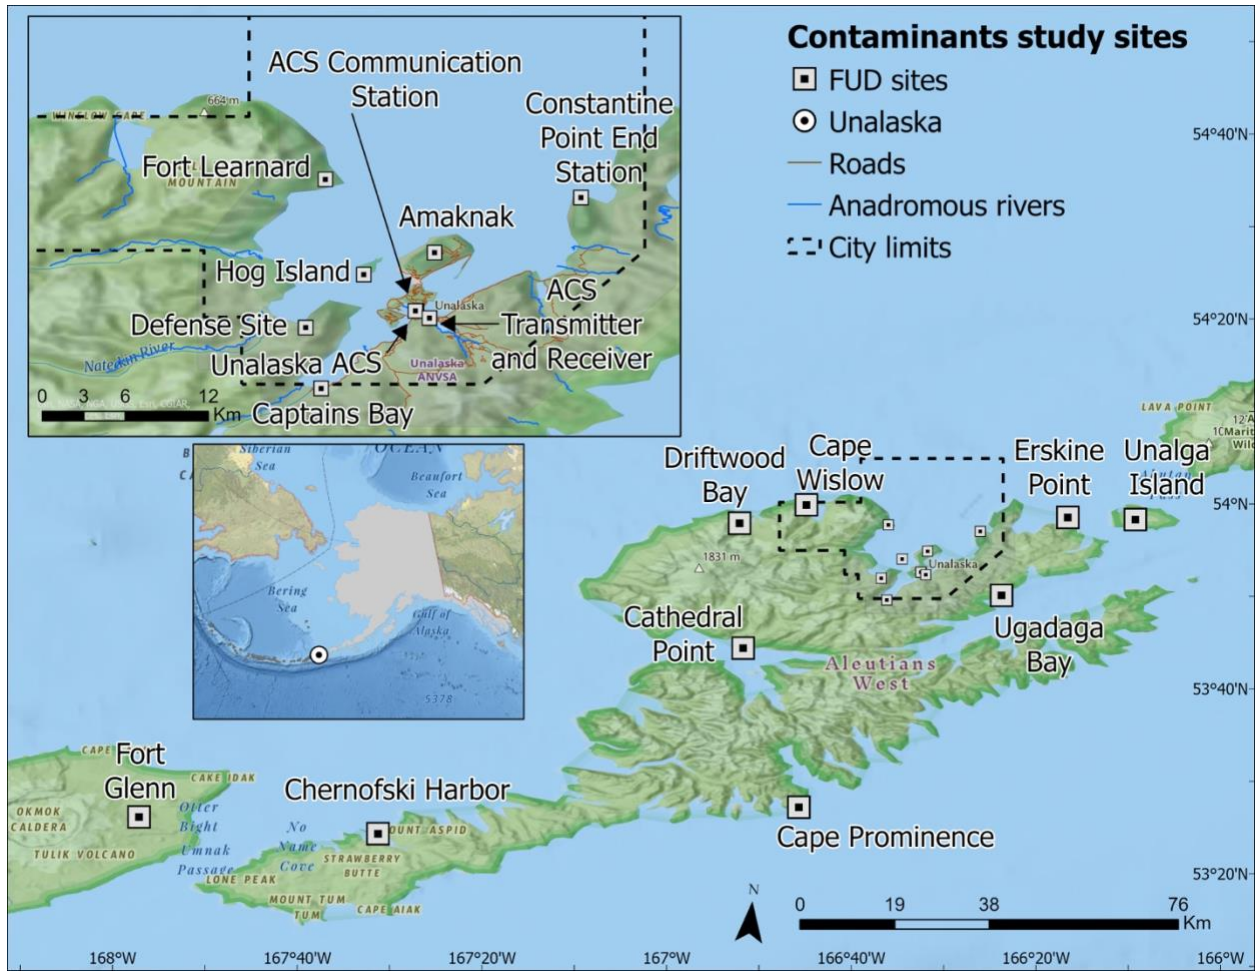 Contaminants study sites
FUD sites
Unalaska
Roads
Anadromous rivers
City limits
ACS Communication
Station
Constantine
Point End
Station
664 m
Fort Learnard
MOUNTAIN
Amaknak
Hog Island
Unalaska
ACS
Transmitter
and Receiver
Defense Site
Unalaska ACS
Unalaska
ANVSA
Captains Bay
0 3 6 12
Km
54°40'N
54°20'N
54°N
53°40'N
53°20'N
Siberian
Sea
OCEAN
Beaufort
Sea
Bering
Sea
Gulf of
Alaska
5378
LAVA POINT
Driftwood
Bay
Cape
Wislow
Erskine
Point
Unalga
Island
1831 m
Unalaska
Cathedral
Point
Ugadaga
Bay
Aleutians
West
Fort
Glenn
CAPE
CAKE IDAK
OKMOK
CALDERA
TULIK VOLCANO
Otter
Bight
Umnak
Passage
Chernofski Harbor
No
Name
Cove
MOUNT ASPID
STRAWBERRY
BUTTE
LONE PEAK
MOUNT TUM
TUM
CAPE AIAK
Cape Prominence
N
0 19 38 76
Km
168°W 167°40'W 167°20'W 167°W 166°40'W 166°20'W 166°W